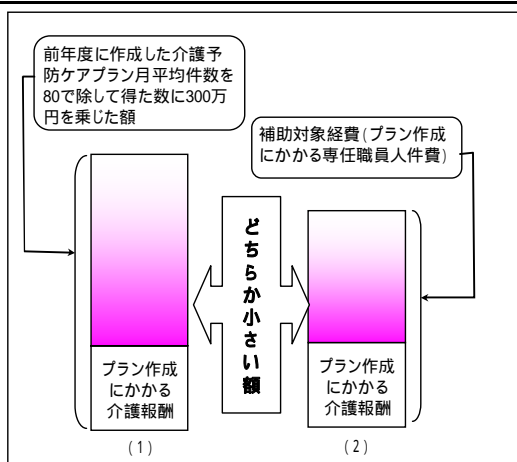 前年度に作成した介護予
防ケアプラン月平均件数を
80で除して得た数に300万
円を乗じた額
補助対象経費(プラン作成
にかかる専任職員人件費)
どちらか小さい額
プラン作成
にかかる
介護報酬
プラン作成
にかかる
介護報酬
(1)
(2)